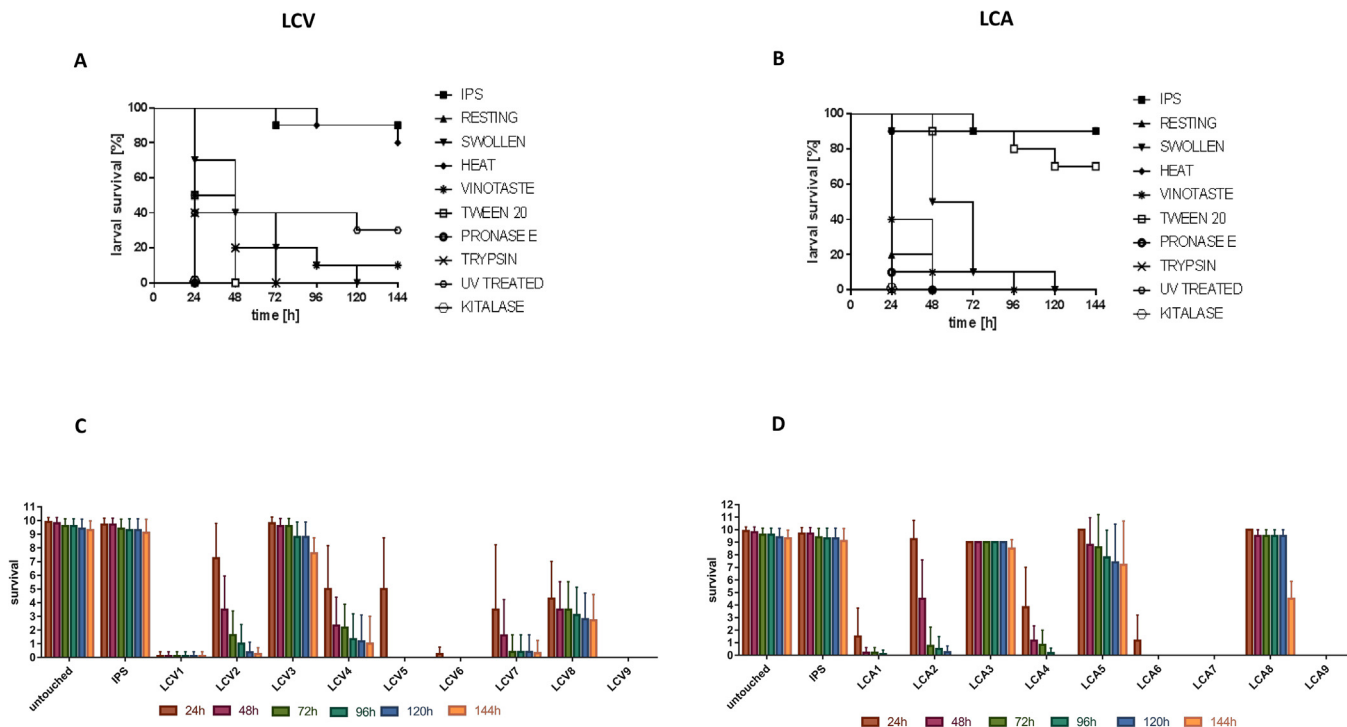 LCV
LCA
A
B
larval survival [%]
100
80
60
40
20
0
0 24 48 72 96 120 144
time [h]
IPS
RESTING
SWOLLEN
HEAT
VINOTASTE
TWEEN 20
PRONASE E
TRYPSIN
UV TREATED
KITALASE
larval survival [%]
100
80
60
40
20
0
0 24 48 72 96 120 144
time [h]
IPS
RESTING
SWOLLEN
HEAT
VINOTASTE
TWEEN 20
PRONASE E
TRYPSIN
UV TREATED
KITALASE
C
D
survival
11
10
9
8
7
6
5
4
3
2
1
0
untouched IPS LCV1 LCV2 LCV3 LCV4 LCV5 LCV6 LCV7 LCV8 LCV9
24h 48h 72h 96h 120h 144h
survival
12
11
10
9
8
7
6
5
4
3
2
1
0
untouched IPS LCA1 LCA2 LCA3 LCA4 LCA5 LCA6 LCA7 LCA8 LCA9
24h 48h 72h 96h 120h 144h